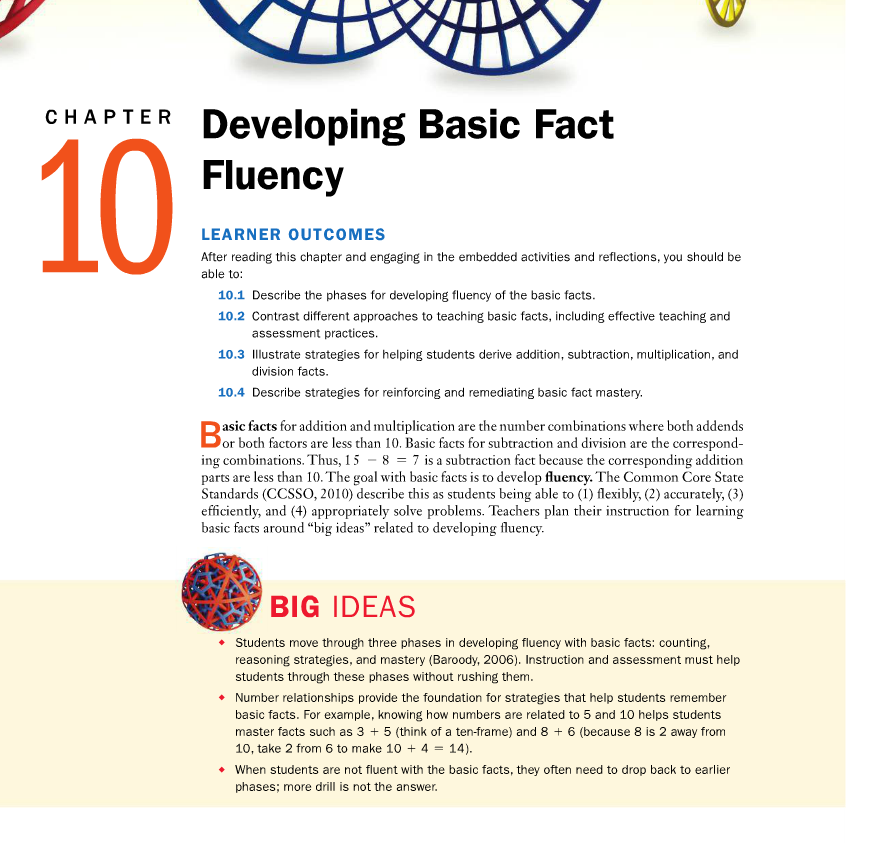 CHAPTER
10
Developing Basic Fact
Fluency
LEARNER OUTCOMES
After reading this chapter and engaging in the embedded activities and reflections, you should be
able to:
10.1 Describe the phases for developing fluency of the basic facts.
10.2 Contrast different approaches to teaching basic facts, including effective teaching and
assessment practices.
10.3 Illustrate strategies for helping students derive addition, subtraction, multiplication, and
division facts.
10.4 Describe strategies for reinforcing and remediating basic fact mastery.
Basic facts for addition and multiplication are the number combinations where both addends
or both factors are less than 10. Basic facts for subtraction and division are the correspond-
ing combinations. Thus, 15 − 8 = 7 is a subtraction fact because the corresponding addition
parts are less than 10. The goal with basic facts is to develop fluency. The Common Core State
Standards (CCSSO, 2010) describe this as students being able to (1) flexibly, (2) accurately, (3)
efficiently, and (4) appropriately solve problems. Teachers plan their instruction for learning
basic facts around “big ideas” related to developing fluency.
BIG IDEAS
◆ Students move through three phases in developing fluency with basic facts: counting,
reasoning strategies, and mastery (Baroody, 2006). Instruction and assessment must help
students through these phases without rushing them.
◆ Number relationships provide the foundation for strategies that help students remember
basic facts. For example, knowing how numbers are related to 5 and 10 helps students
master facts such as 3 + 5 (think of a ten-frame) and 8 + 6 (because 8 is 2 away from
10, take 2 from 6 to make 10 + 4 = 14).
◆ When students are not fluent with the basic facts, they often need to drop back to earlier
phases; more drill is not the answer.